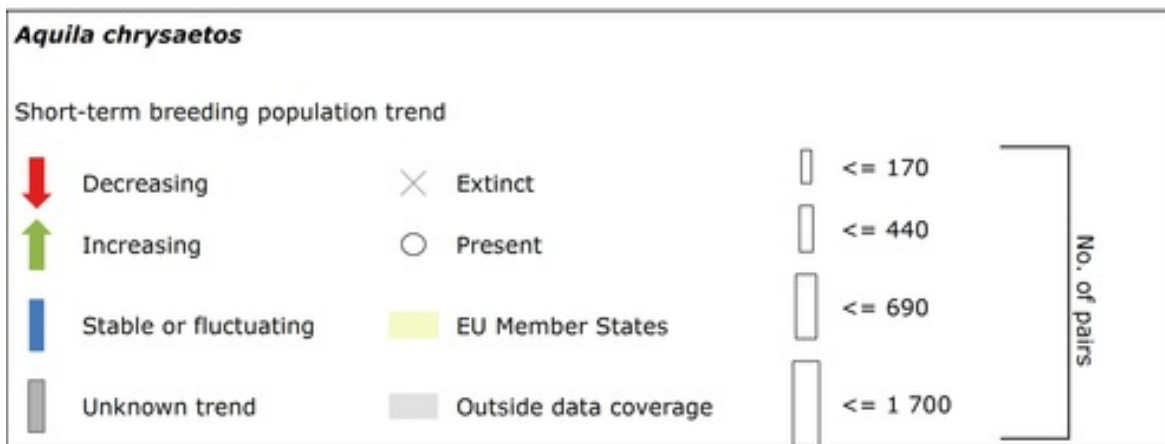 Aquila chrysaetos
Short-term breeding population trend
Decreasing
Extinct
<= 170
Increasing
Present
<= 440
Stable or fluctuating
EU Member States
<= 690
Unknown trend
Outside data coverage
<= 1 700
No. of pairs